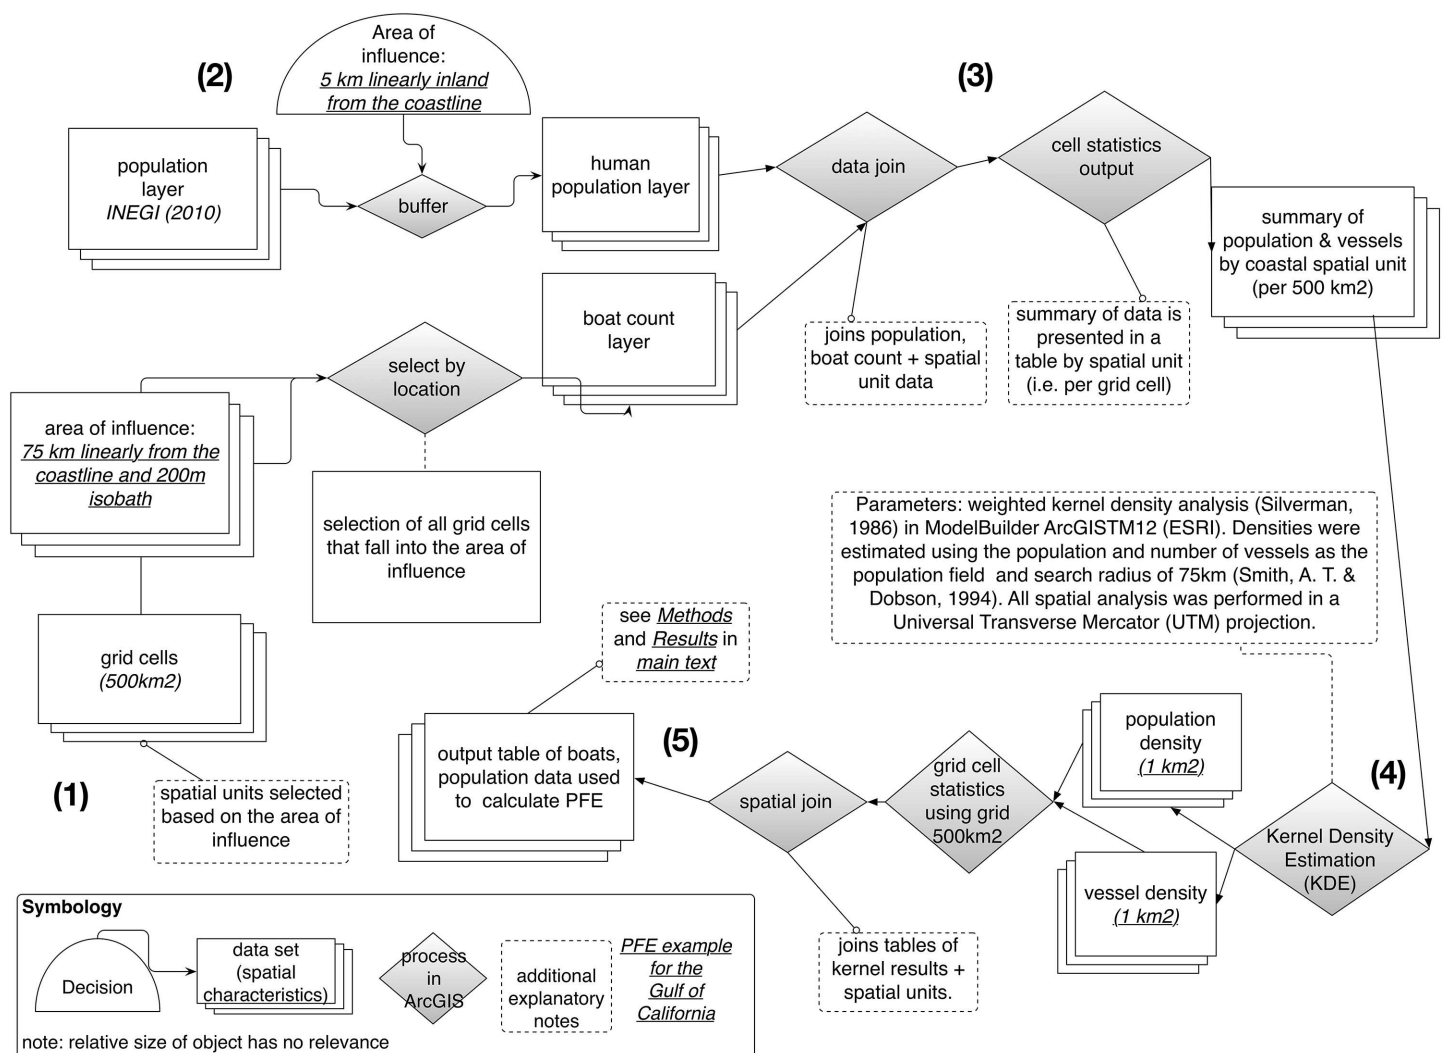 (2)
Area of
influence:
5 km linearly inland
from the coastline
population
layer
INEGI (2010)
buffer
human
population layer
(3)
data join
cell statistics
output
summary of
population & vessels
by coastal spatial unit
(per 500 km2)
boat count
layer
select by
location
joins population,
boat count + spatial
unit data
summary of data is
presented in a
table by spatial unit
(i.e. per grid cell)
area of influence:
75 km linearly from the
coastline and 200m
isobath
selection of all grid cells
that fall into the area of
influence
Parameters: weighted kernel density analysis (Silverman,
1986) in ModelBuilder ArcGISTM12 (ESRI). Densities were
estimated using the population and number of vessels as the
population field and search radius of 75km (Smith, A. T. &
Dobson, 1994). All spatial analysis was performed in a
Universal Transverse Mercator (UTM) projection.
grid cells
(500km2)
(1)
spatial units selected
based on the area of
influence
see Methods
and Results in
main text
output table of boats,
population data used
to calculate PFE
(5)
spatial join
grid cell
statistics
using grid
500km2
population
density
(1 km2)
(4)
Kernel Density
Estimation
(KDE)
vessel density
(1 km2)
joins tables of
kernel results +
spatial units.
Symbology
Decision
data set
(spatial
characteristics)
process
in
ArcGIS
additional
explanatory
notes
PFE example
for the
Gulf of
California
note: relative size of object has no relevance